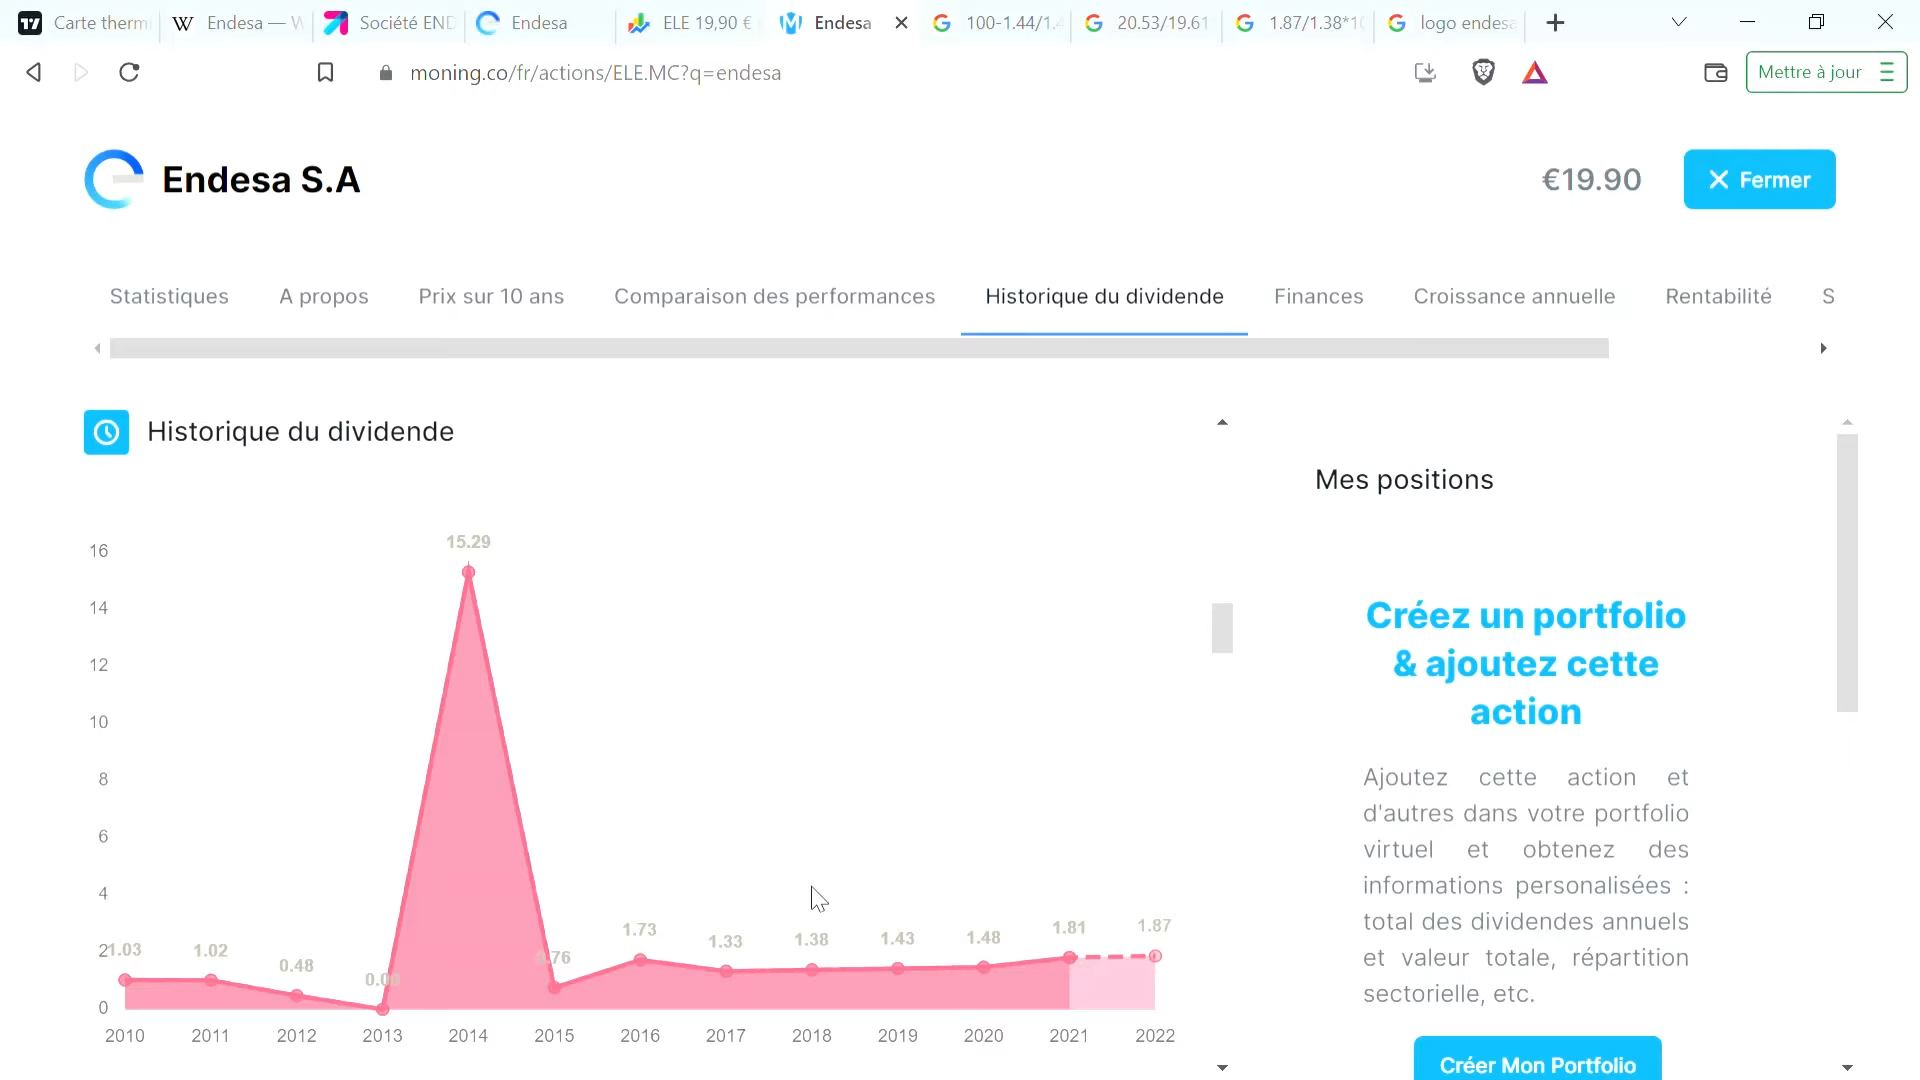 Carte therm
Endesa — W
Société END
Endesa
ELE 19,90 €
Endesa
100-1.44/1.4
20.53/19.61
1.87/1.38*10
logo endesa
moning.co/fr/actions/ELE.MC?q=endesa
Mettre à jour
Endesa S.A
€19.90
Fermer
Statistiques
A propos
Prix sur 10 ans
Comparaison des performances
Historique du dividende
Finances
Croissance annuelle
Rentabilité
S
Historique du dividende
16
14
12
10
8
6
4
2
0
1.03
1.02
0.48
15.29
1.73
1.33
1.38
1.43
1.48
1.81
1.87
2010
2011
2012
2013
2014
2015
2016
2017
2018
2019
2020
2021
2022
Mes positions
Créez un portfolio
& ajoutez cette
action
Ajoutez cette action et
d'autres dans votre portfolio
virtuel et obtenez des
informations personalisées :
total des dividendes annuels
et valeur totale, répartition
sectorielle, etc.
Créer Mon Portfolio